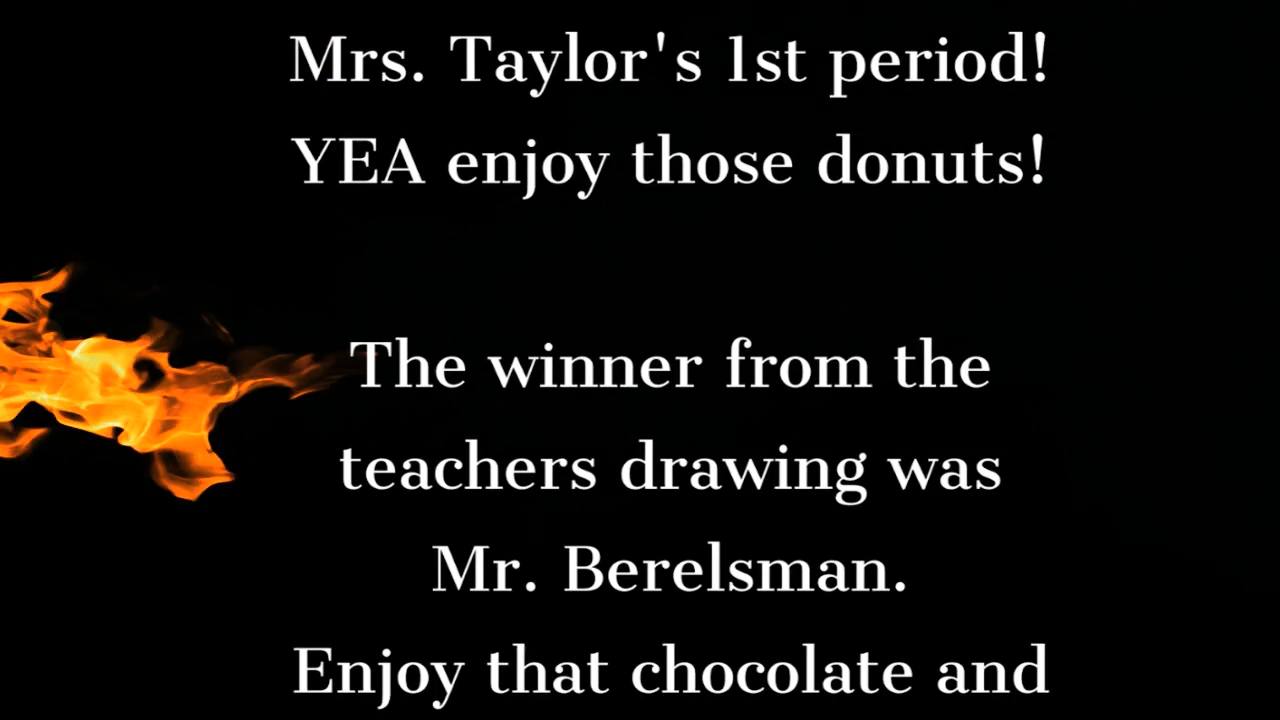 Mrs. Taylor's 1st period!
YEA enjoy those donuts!
The winner from the
teachers drawing was
Mr. Berelsman.
Enjoy that chocolate and